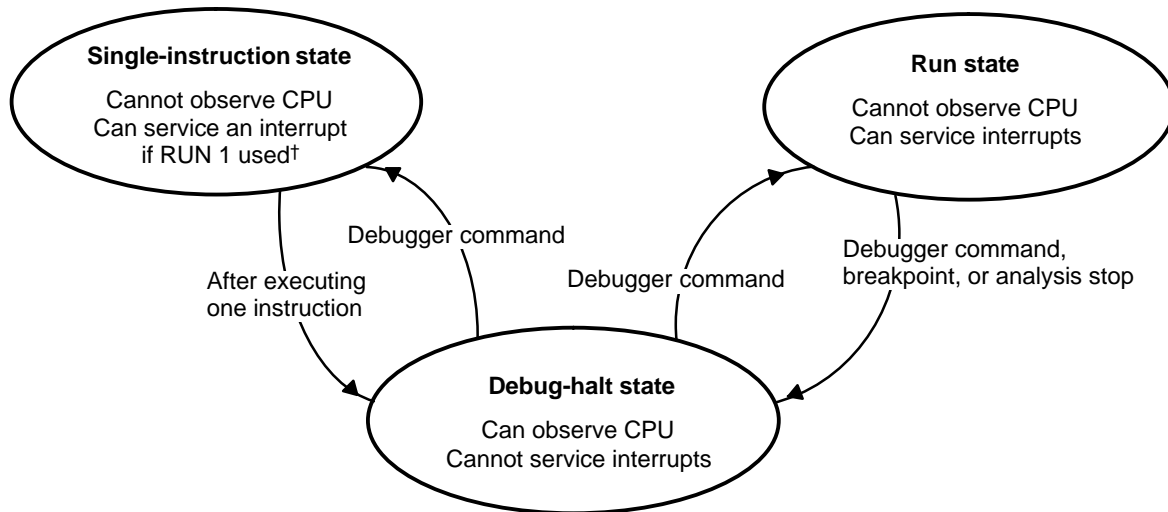 Single-instruction state
Cannot observe CPU
Can service an interrupt
if RUN 1 used†
Run state
Cannot observe CPU
Can service interrupts
Debugger command
After executing
one instruction
Debugger command
Debugger command,
breakpoint, or analysis stop
Debug-halt state
Can observe CPU
Cannot service interrupts